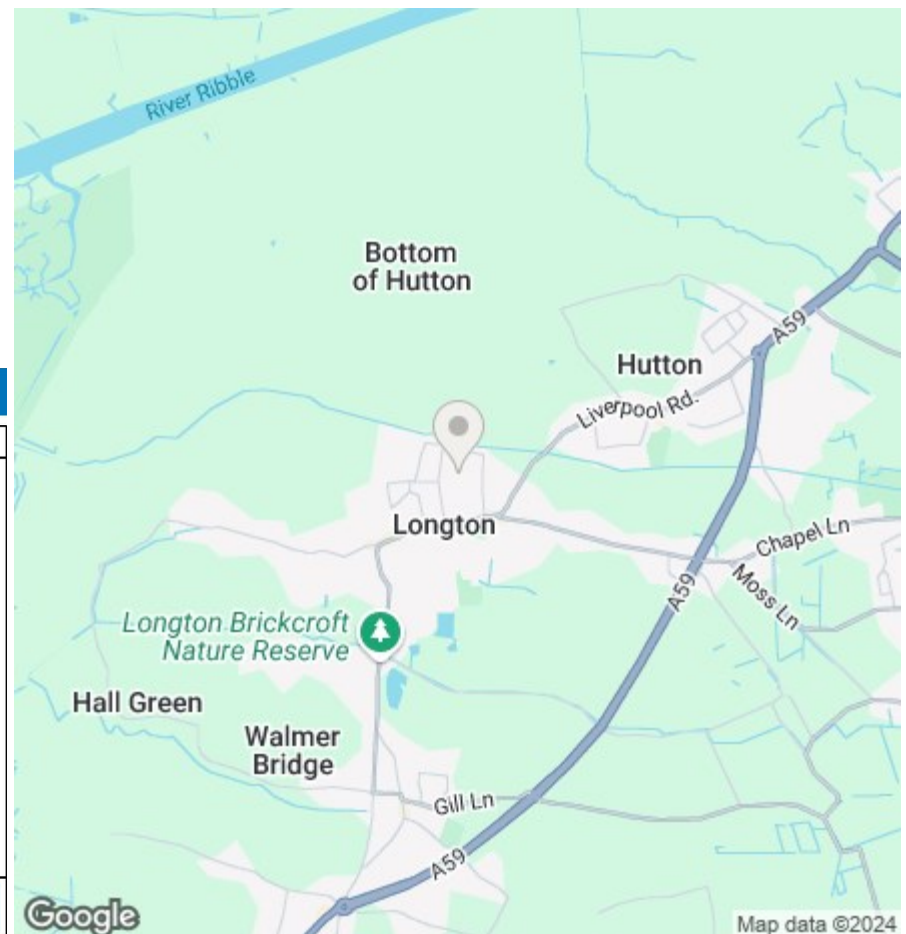 River Ribble
Bottom
of Hutton
A59
Hutton
Liverpool Rd.
Longton
Chapel Ln
A59
Moss Ln
Longton Brickcroft
Nature Reserve
Hall Green
Walmer
Bridge
Gill Ln
A59
Google
Map data ©2024